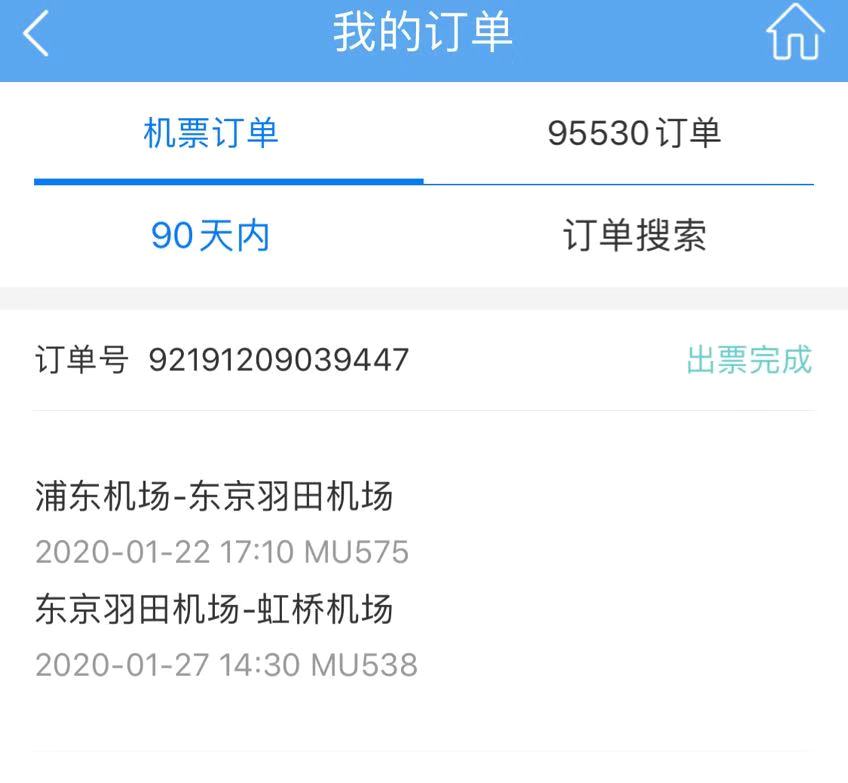 我的订单
机票订单 95530订单
90天内 订单搜索
订单号 92191209039447 出票完成
浦东机场-东京羽田机场
2020-01-22 17:10 MU575
东京羽田机场-虹桥机场
2020-01-27 14:30 MU538